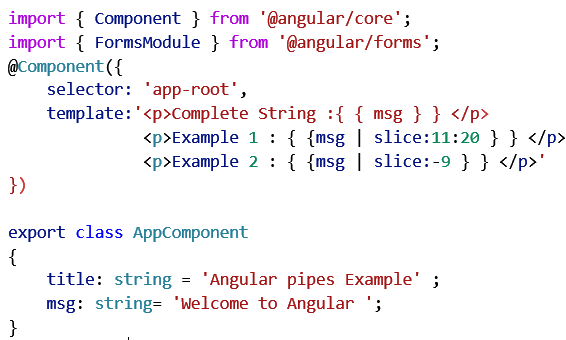 import { Component } from '@angular/core';
import { FormsModule } from '@angular/forms';
@Component({
    selector: 'app-root',
    template:'<p>Complete String :{ { msg } } </p>
              <p>Example 1 : { {msg | slice:11:20 } } </p>
              <p>Example 2 : { {msg | slice:-9 } } </p>'
})

export class AppComponent
{
    title: string = 'Angular pipes Example' ;
    msg: string= 'Welcome to Angular ';
}